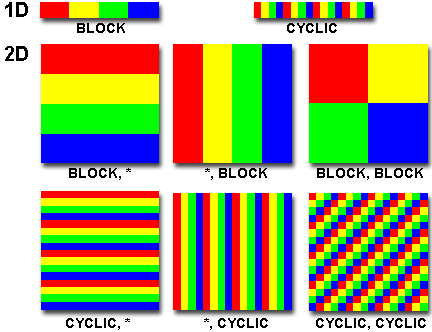 1D
BLOCK
CYCLIC
2D
BLOCK, *
*, BLOCK
BLOCK, BLOCK
CYCLIC, *
*, CYCLIC
CYCLIC, CYCLIC